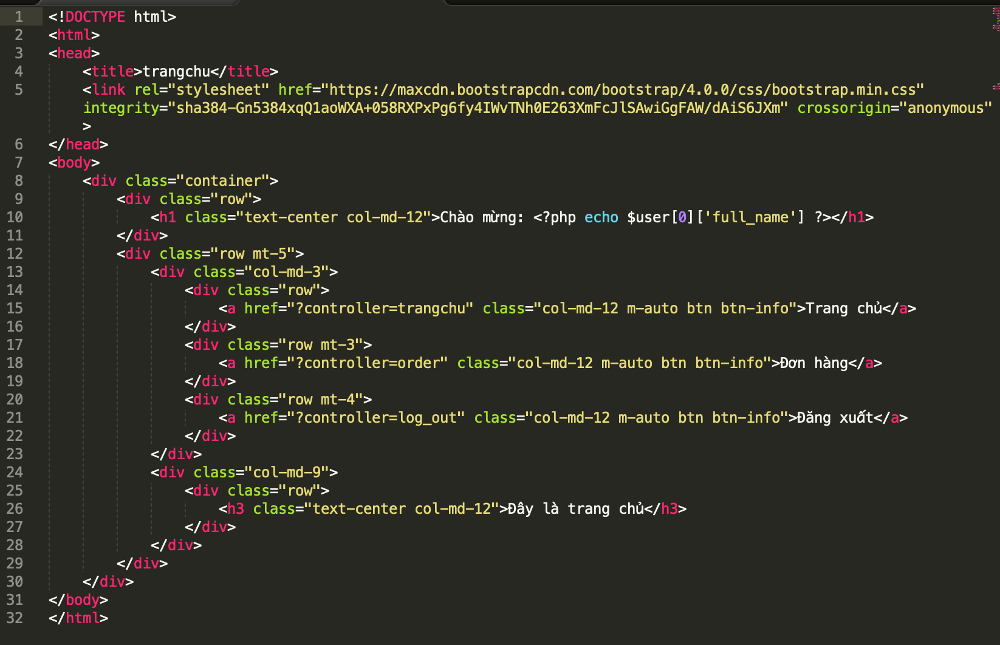 1 <!DOCTYPE html>
2 <html>
3 <head>
4 <title>trangchu</title>
5 <link rel="stylesheet" href="https://maxcdn.bootstrapcdn.com/bootstrap/4.0.0/css/bootstrap.min.css"
integrity="sha384-Gn5384xqQ1aoWXA+058RXPxPg6fy4IWvTNh0E263XmFcJlSAwiGgFAW/dAiS6JXm" crossorigin="anonymous"
>
6 </head>
7 <body>
8 <div class="container">
9 <div class="row">
10 <h1 class="text-center col-md-12">Chào mừng: <?php echo $user[0]['full_name'] ?></h1>
11 </div>
12 <div class="row mt-5">
13 <div class="col-md-3">
14 <div class="row">
15 <a href="?controller=trangchu" class="col-md-12 m-auto btn btn-info">Trang chủ</a>
16 </div>
17 <div class="row mt-3">
18 <a href="?controller=order" class="col-md-12 m-auto btn btn-info">Đơn hàng</a>
19 </div>
20 <div class="row mt-4">
21 <a href="?controller=log_out" class="col-md-12 m-auto btn btn-info">Đăng xuất</a>
22 </div>
23 </div>
24 <div class="col-md-9">
25 <div class="row">
26 <h3 class="text-center col-md-12">Đây là trang chủ</h3>
27 </div>
28 </div>
29 </div>
30 </div>
31 </body>
32 </html>